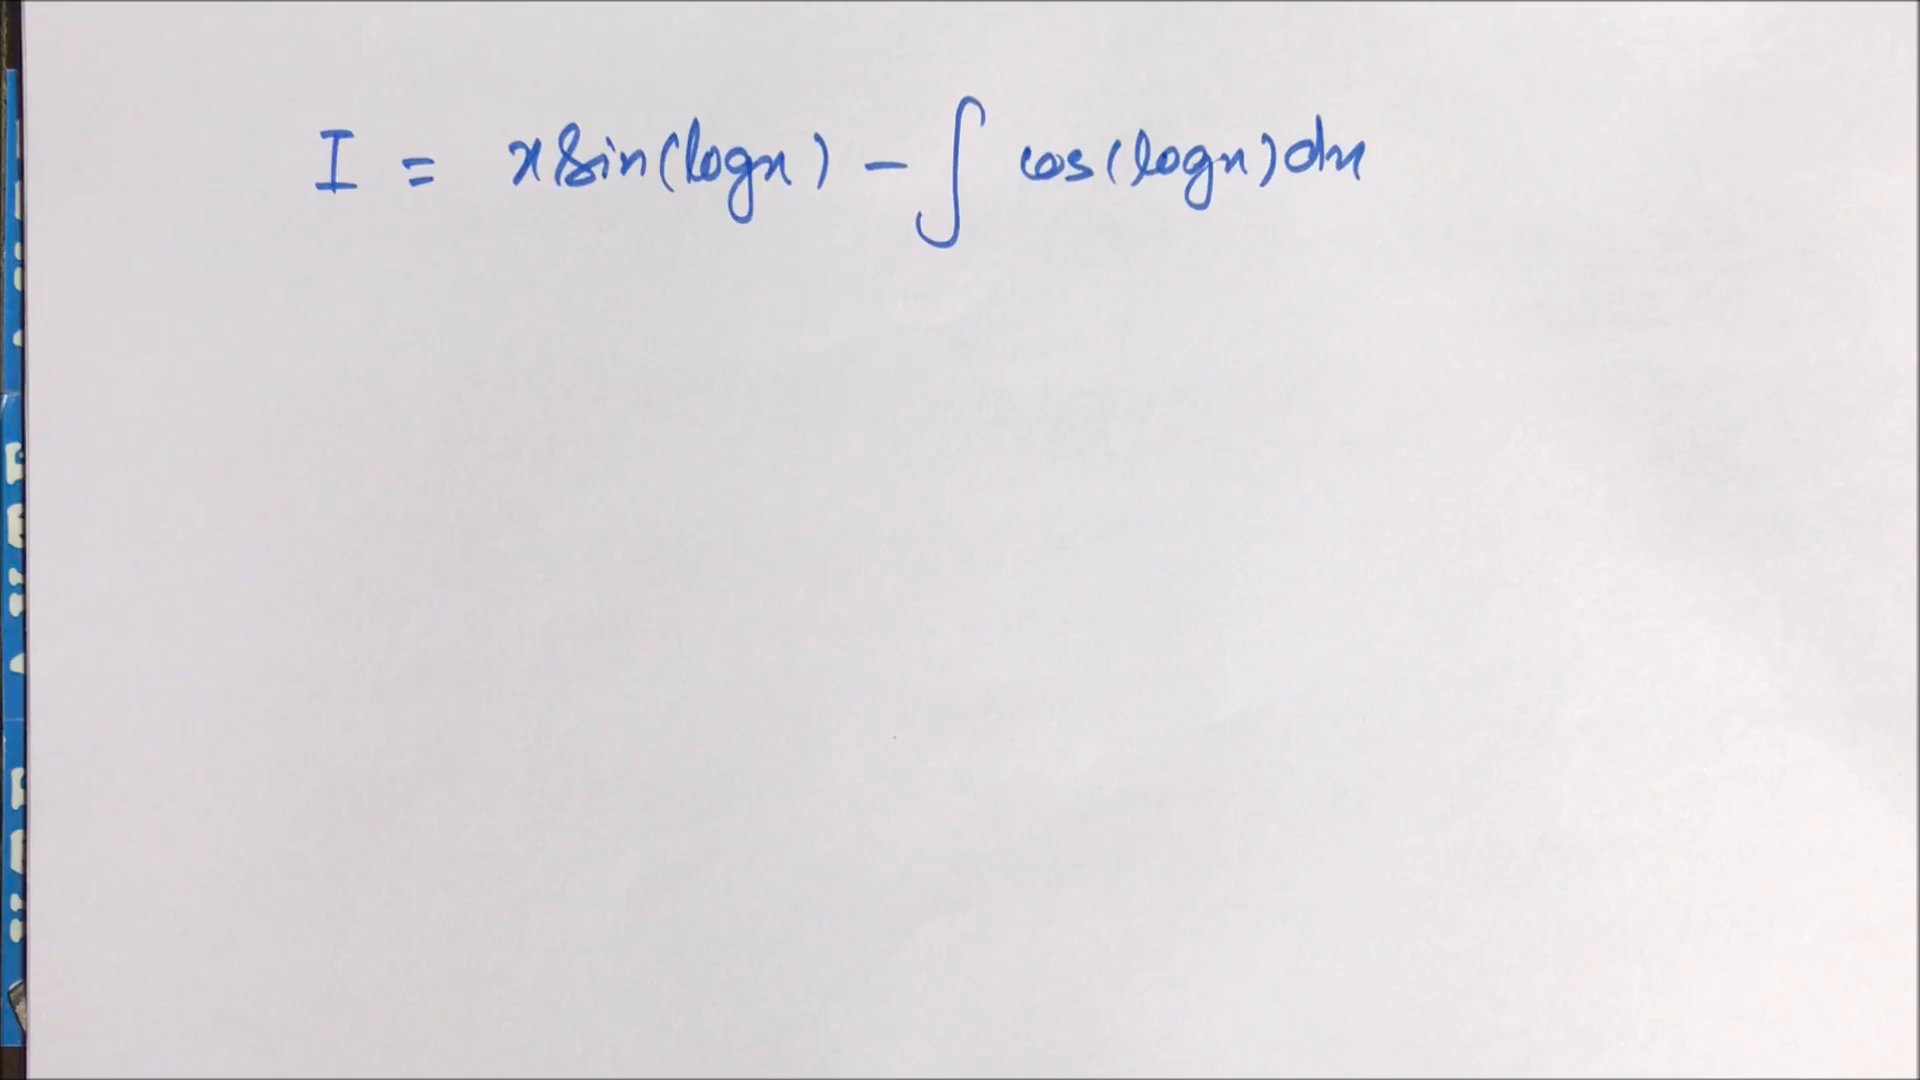 I = x sin(log x) - ∫ cos(log x) dx